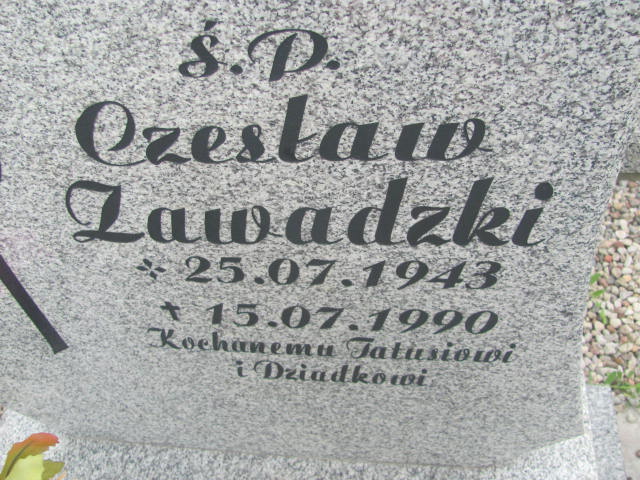 ś.P.
Czesław
Zawadzki
* 25.07.1943
✝ 15.07.1990
Kochanemu Tatusiowi
i Dziadkowi